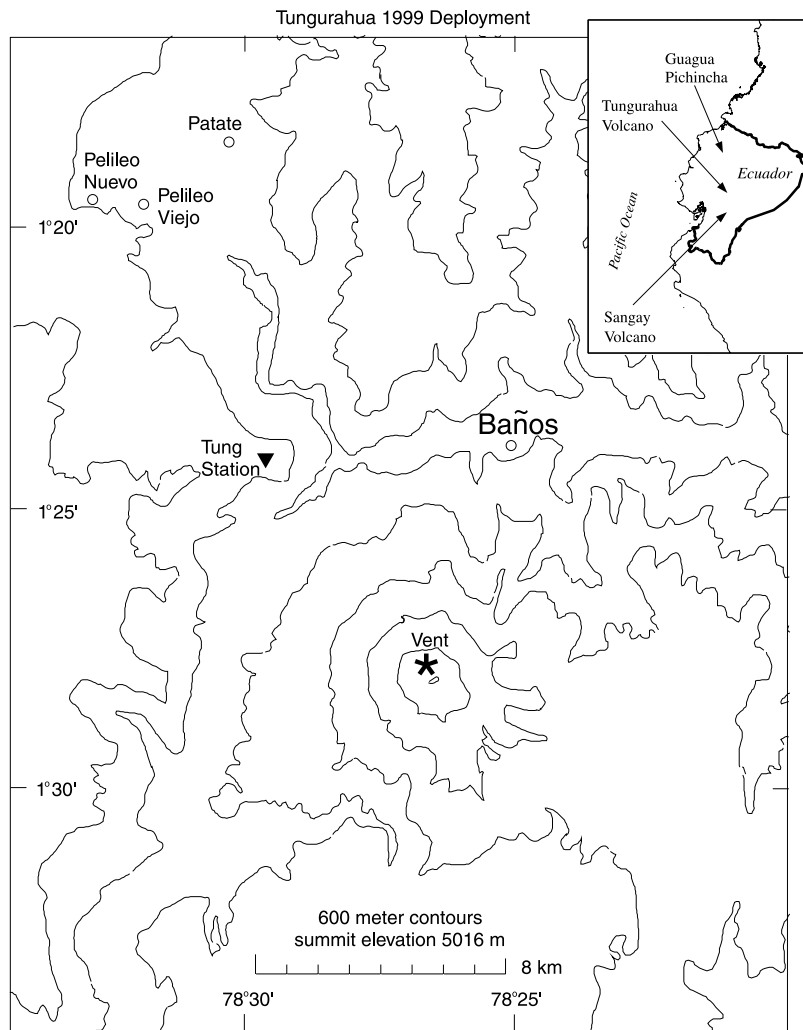 Tungurahua 1999 Deployment
Guagua
Pichincha
Tungurahua
Volcano
Ecuador
Pacific Ocean
Sangay
Volcano
Patate
Pelileo
Nuevo
Pelileo
Viejo
1°20'
Baños
Tung
Station
1°25'
Vent
1°30'
600 meter contours
summit elevation 5016 m
8 km
78°30'
78°25'